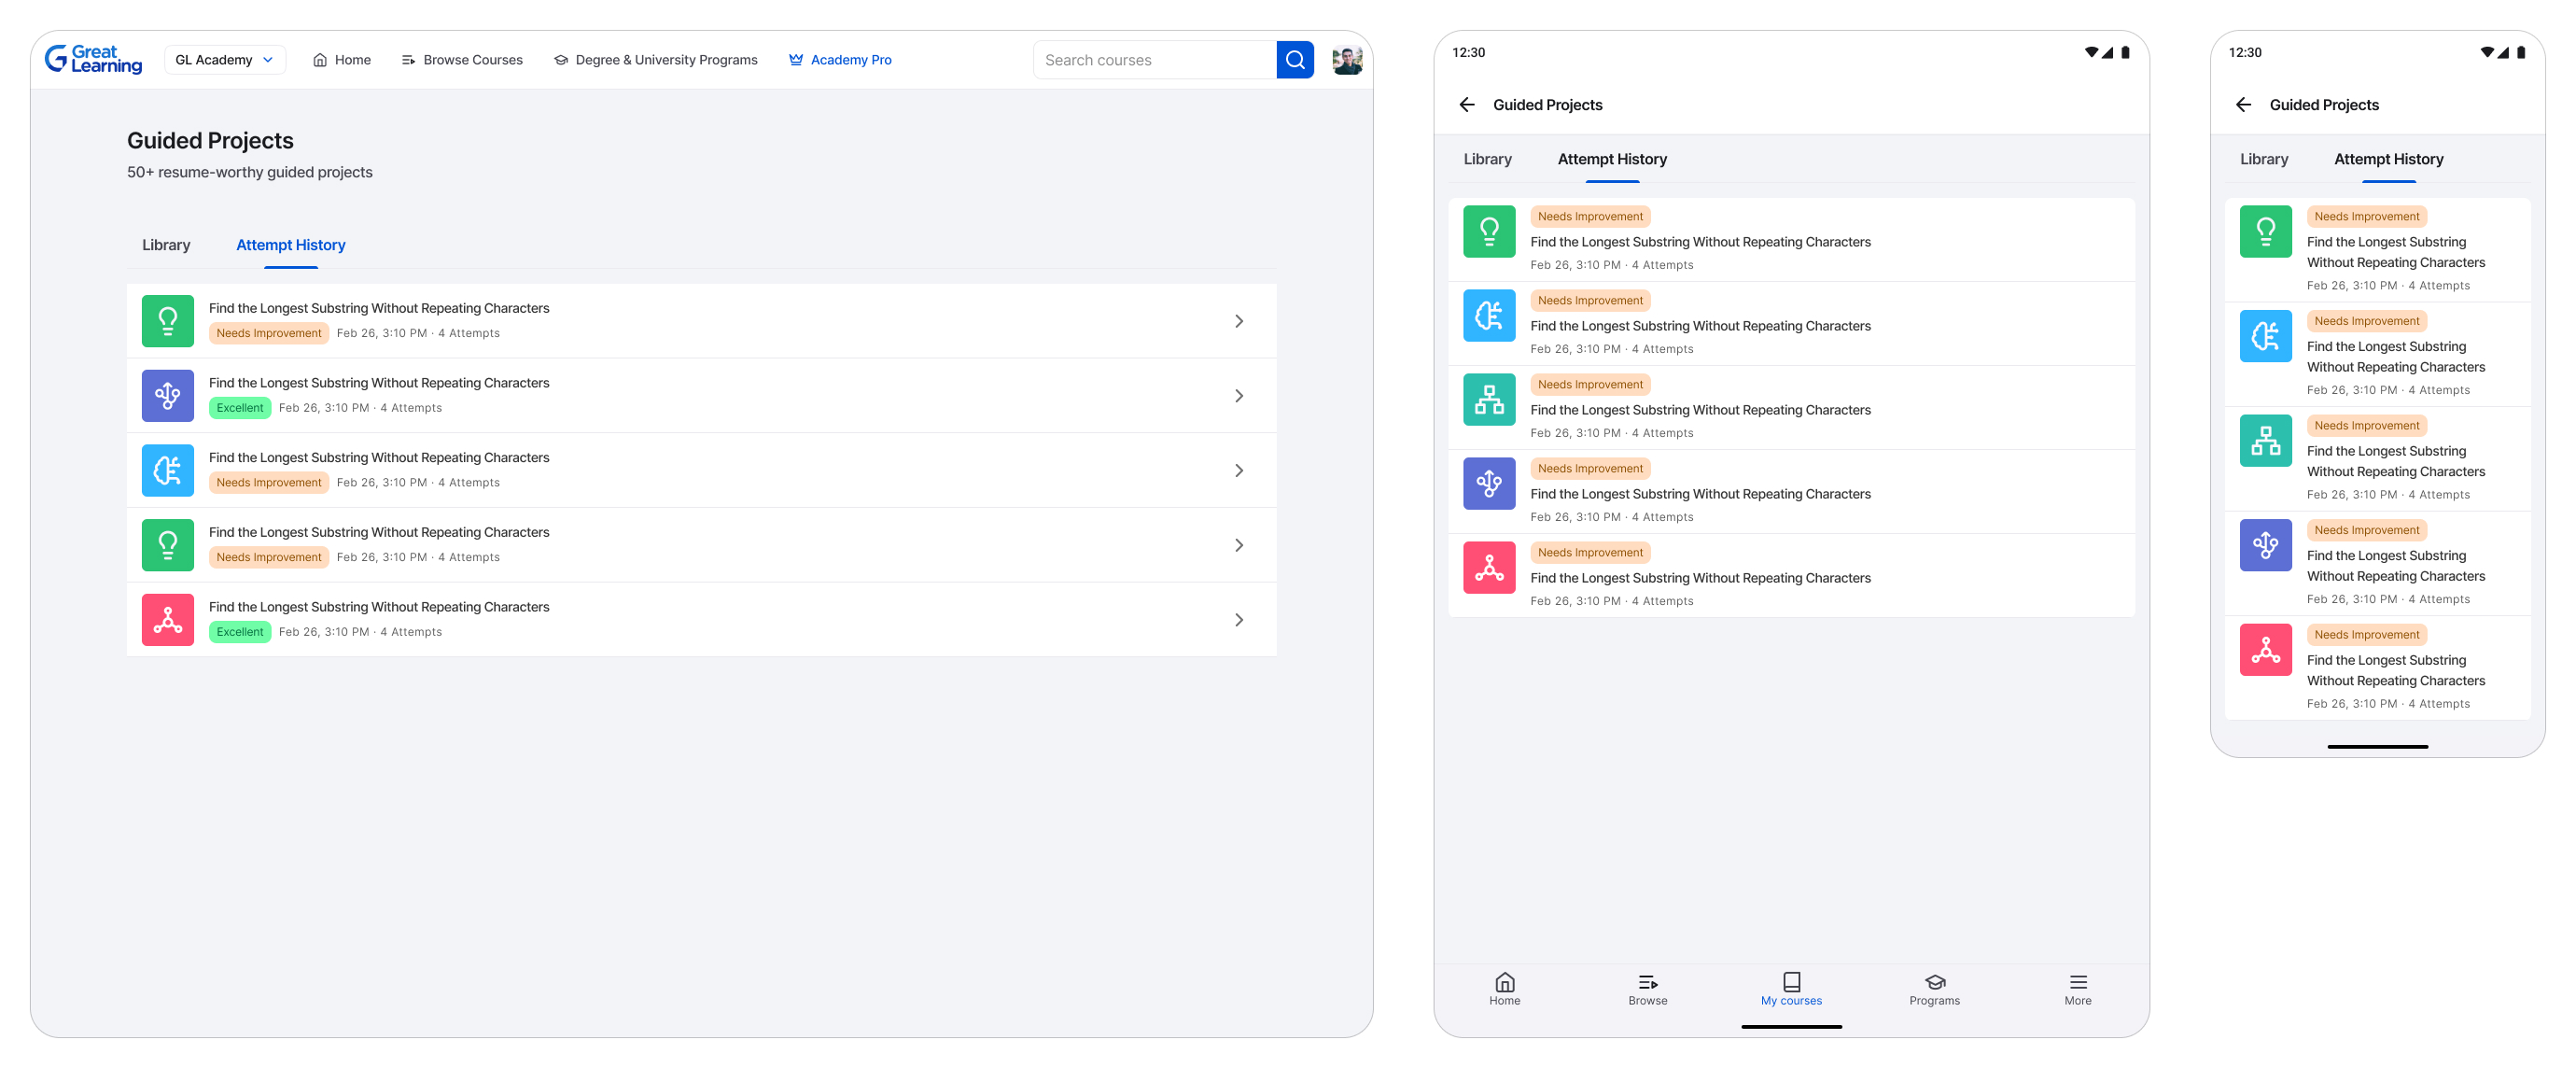 Great Learning
GL Academy
Home
Browse Courses
Degree & University Programs
Academy Pro
Search courses
Guided Projects
50+ resume-worthy guided projects
Library
Attempt History
Find the Longest Substring Without Repeating Characters
Needs Improvement
Feb 26, 3:10 PM · 4 Attempts
Find the Longest Substring Without Repeating Characters
Excellent
Feb 26, 3:10 PM · 4 Attempts
Find the Longest Substring Without Repeating Characters
Needs Improvement
Feb 26, 3:10 PM · 4 Attempts
Find the Longest Substring Without Repeating Characters
Needs Improvement
Feb 26, 3:10 PM · 4 Attempts
Find the Longest Substring Without Repeating Characters
Excellent
Feb 26, 3:10 PM · 4 Attempts
12:30
Guided Projects
Library
Attempt History
Needs Improvement
Find the Longest Substring Without Repeating Characters
Feb 26, 3:10 PM · 4 Attempts
Needs Improvement
Find the Longest Substring Without Repeating Characters
Feb 26, 3:10 PM · 4 Attempts
Needs Improvement
Find the Longest Substring Without Repeating Characters
Feb 26, 3:10 PM · 4 Attempts
Needs Improvement
Find the Longest Substring Without Repeating Characters
Feb 26, 3:10 PM · 4 Attempts
Needs Improvement
Find the Longest Substring Without Repeating Characters
Feb 26, 3:10 PM · 4 Attempts
Home
Browse
My courses
Programs
More
12:30
Guided Projects
Library
Attempt History
Needs Improvement
Find the Longest Substring
Without Repeating Characters
Feb 26, 3:10 PM · 4 Attempts
Needs Improvement
Find the Longest Substring
Without Repeating Characters
Feb 26, 3:10 PM · 4 Attempts
Needs Improvement
Find the Longest Substring
Without Repeating Characters
Feb 26, 3:10 PM · 4 Attempts
Needs Improvement
Find the Longest Substring
Without Repeating Characters
Feb 26, 3:10 PM · 4 Attempts
Needs Improvement
Find the Longest Substring
Without Repeating Characters
Feb 26, 3:10 PM · 4 Attempts